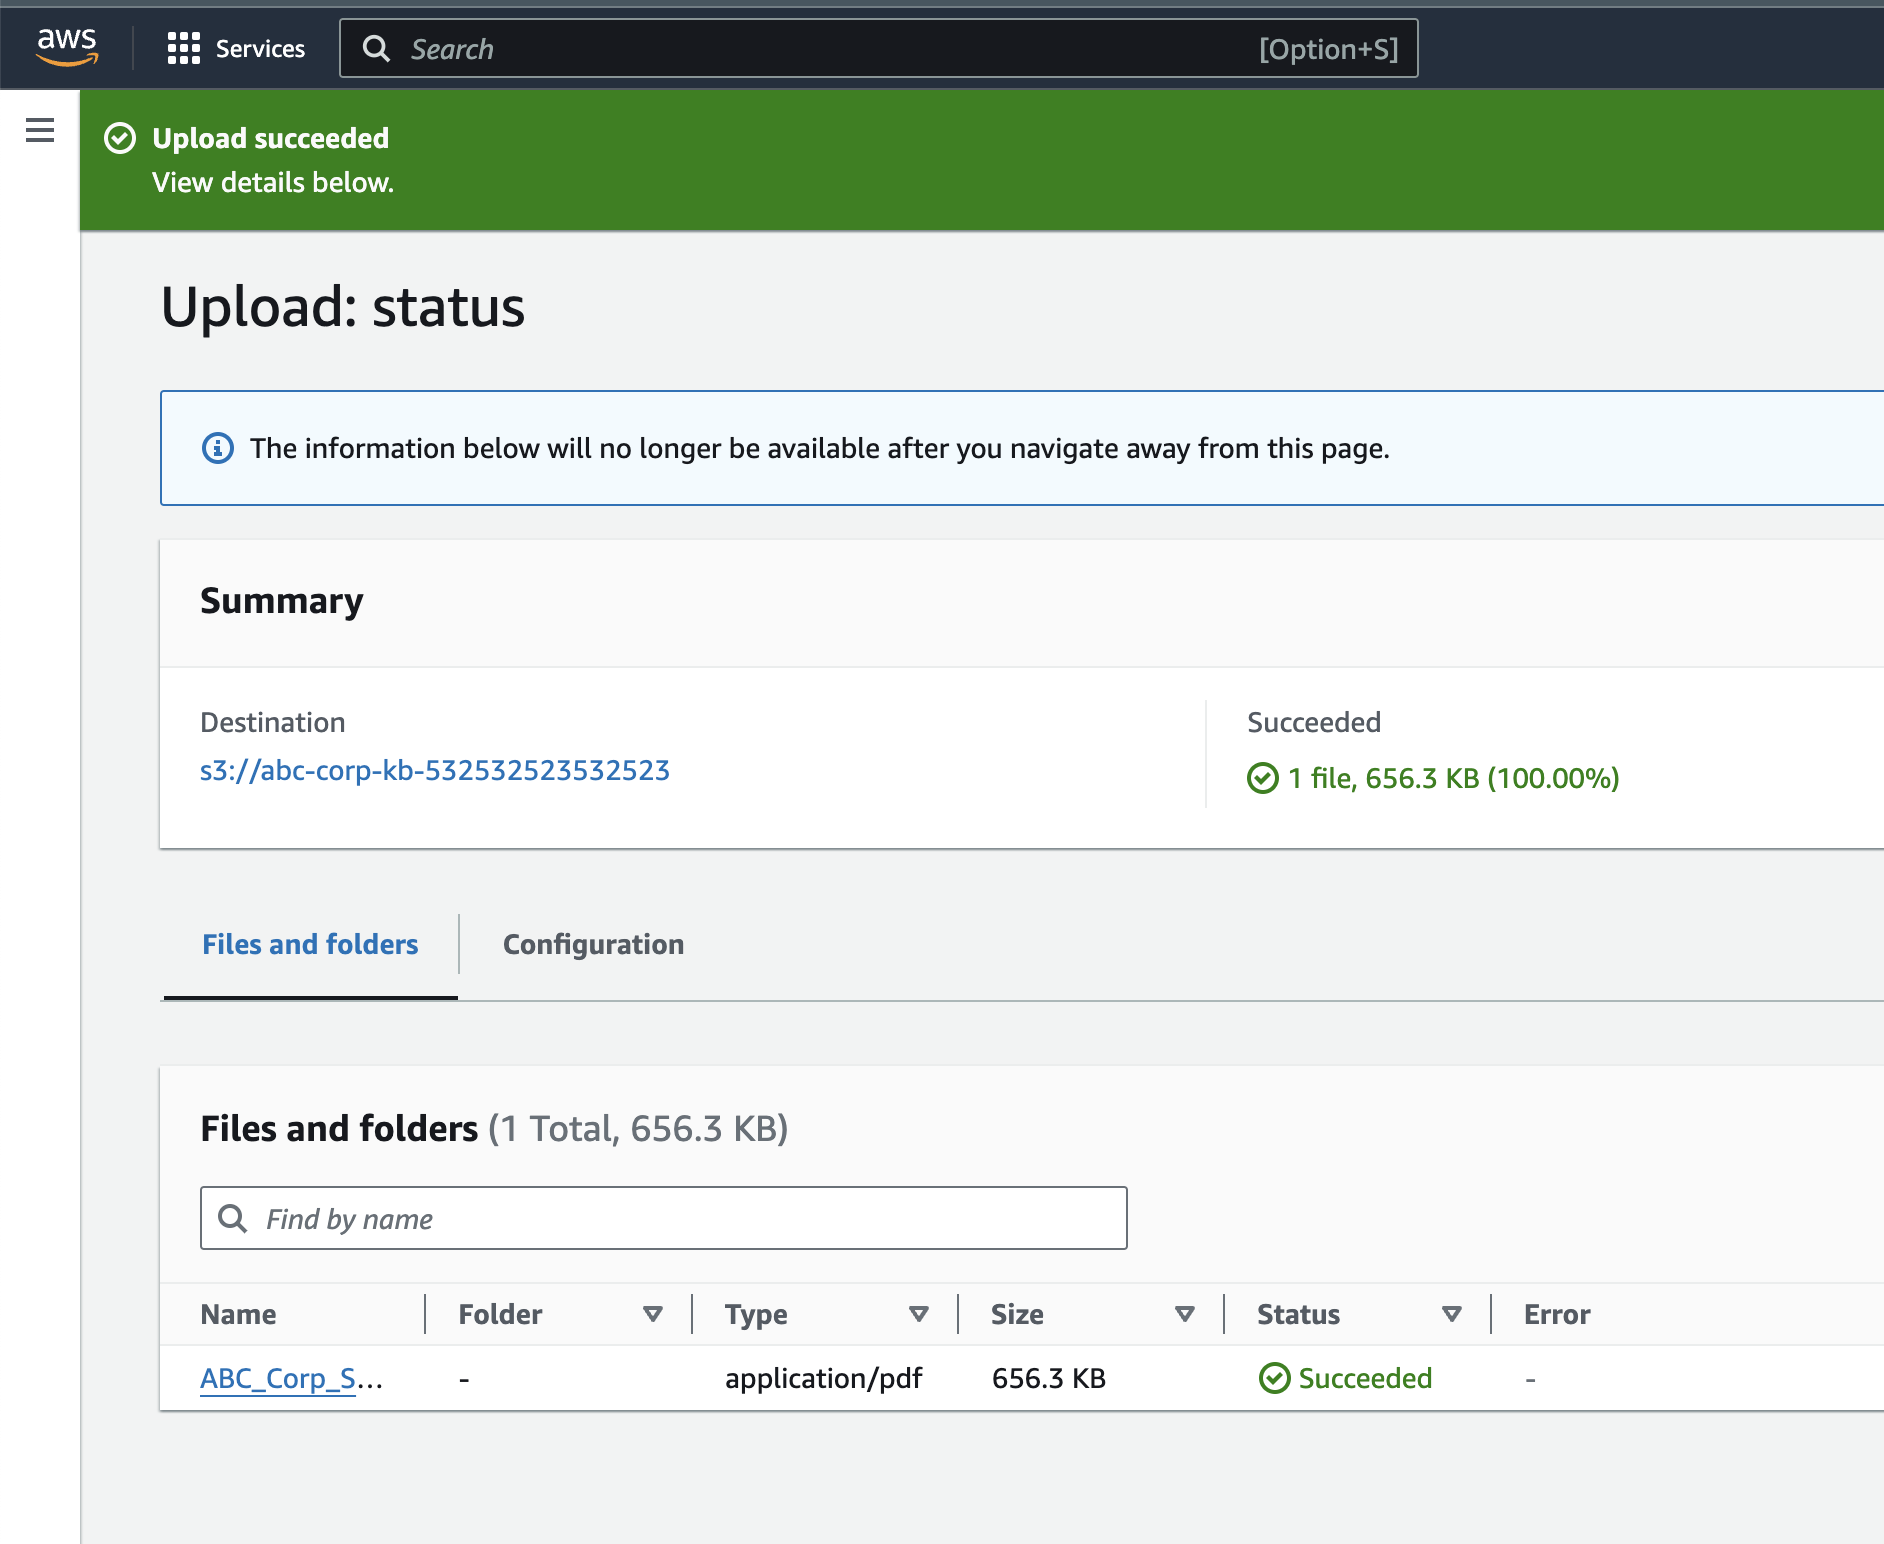 aws
Services
Search [Option+S]
Upload succeeded
View details below.
Upload: status
The information below will no longer be available after you navigate away from this page.
Summary
Destination
s3://abc-corp-kb-532532523532523
Succeeded
1 file, 656.3 KB (100.00%)
Files and folders
Configuration
Files and folders (1 Total, 656.3 KB)
Find by name
Name Folder Type Size Status Error
ABC_Corp_S... - application/pdf 656.3 KB Succeeded -